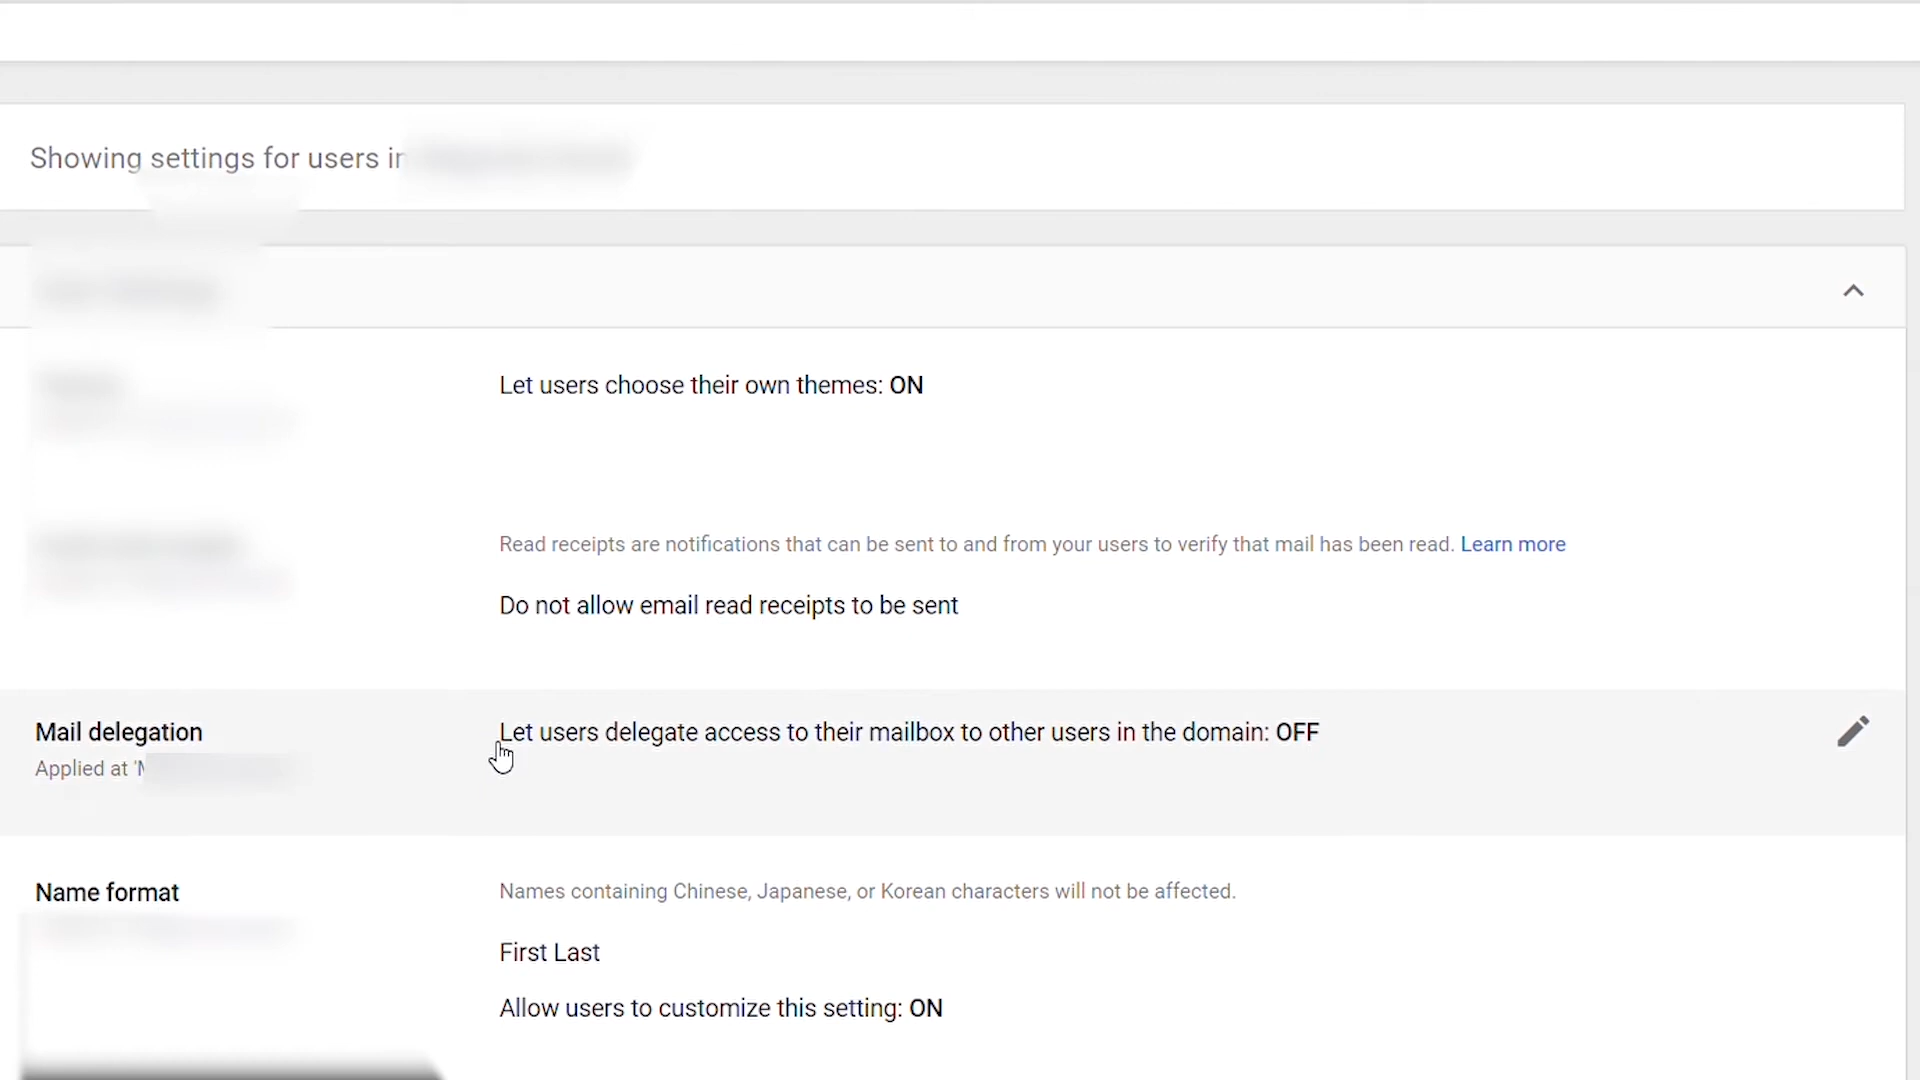 Showing settings for users in
Let users choose their own themes: ON
Read receipts are notifications that can be sent to and from your users to verify that mail has been read. Learn more
Do not allow email read receipts to be sent
Mail delegation
Let users delegate access to their mailbox to other users in the domain: OFF
Applied at '
Name format
Names containing Chinese, Japanese, or Korean characters will not be affected.
First Last
Allow users to customize this setting: ON